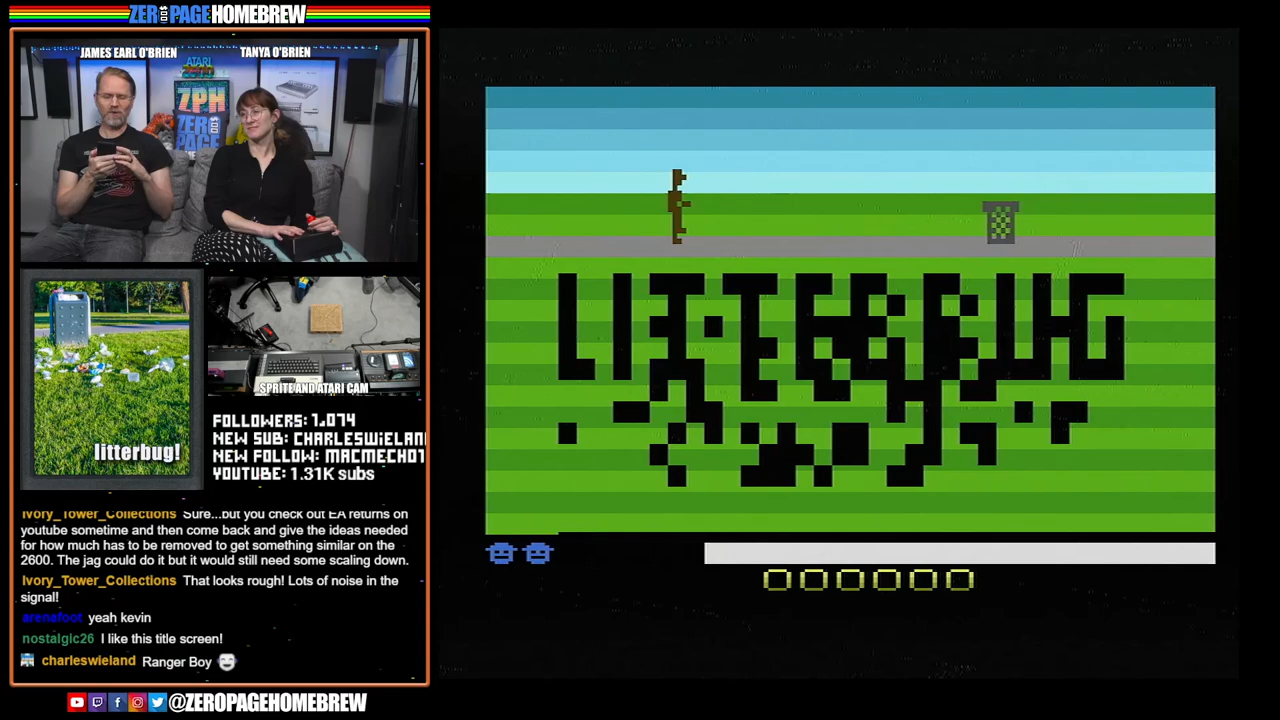 ZEROPAGEHOMEBREW
JAMES EARL O'BRIEN
TANYA O'BRIEN
ATARI
ZPH
ZERO
PAGE
litterbug!
SPRITE AND ATARI CAM
FOLLOWERS: 1,074
NEW SUB: CHARLESWIELAN
NEW FOLLOW: MACMECHOT
YOUTUBE: 1.31K subs
Ivory_Tower_Collections Sure...but you check out EA returns on
youtube sometime and then come back and give the ideas needed
for how much has to be removed to get something similar on the
2600. The jag could do it but it would still need some scaling down.
Ivory_Tower_Collections That looks rough! Lots of noise in the
signal!
arenafoot yeah kevin
nostalgic26 I like this title screen!
charleswieland Ranger Boy
@ZEROPAGEHOMEBREW
LITTERBUG
000000